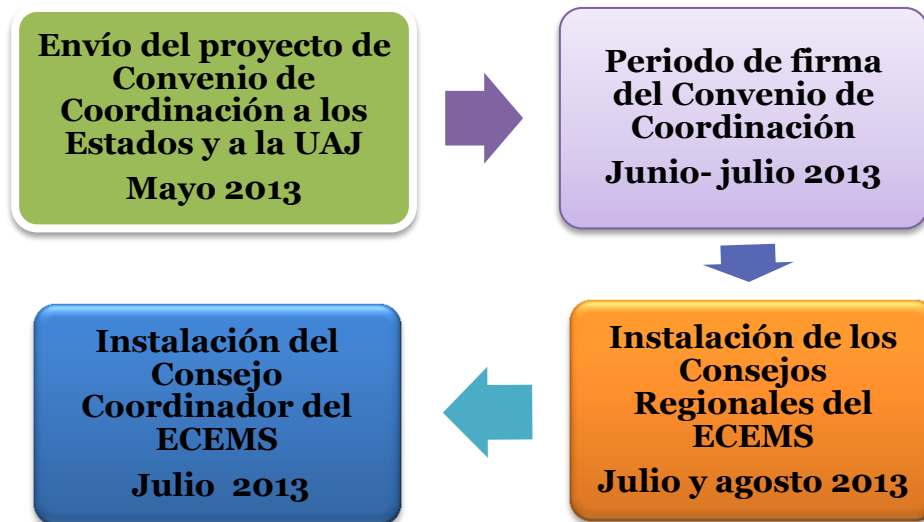 Envío del proyecto de
Convenio de
Coordinación a los
Estados y a la UAJ
Mayo 2013
Periodo de firma
del Convenio de
Coordinación
Junio- julio 2013
Instalación de los
Consejos
Regionales del
ECEMS
Julio y agosto 2013
Instalación del
Consejo
Coordinador del
ECEMS
Julio 2013